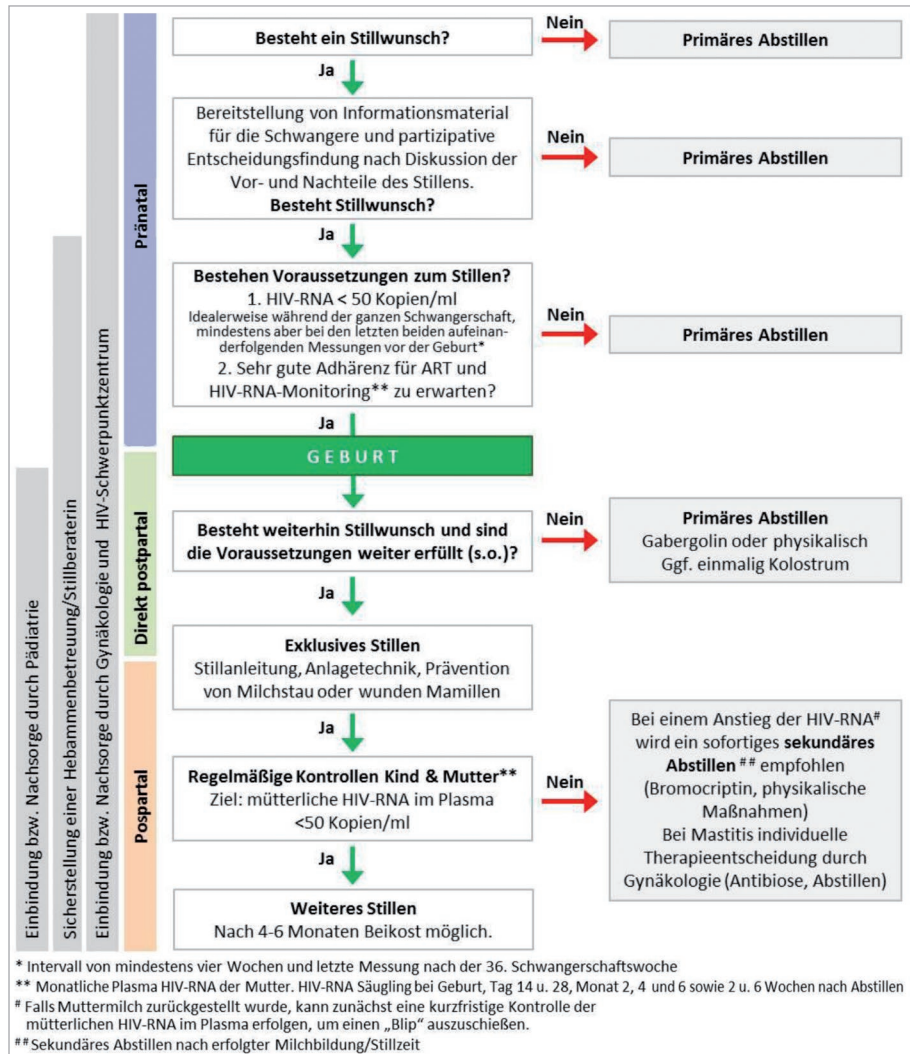 Besteht ein Stillwunsch?
Nein
Primäres Abstillen
Ja
Bereitstellung von Informationsmaterial
für die Schwangere und partizipative
Entscheidungsfindung nach Diskussion der
Vor- und Nachteile des Stillens.
Besteht Stillwunsch?
Nein
Primäres Abstillen
Ja
Bestehen Voraussetzungen zum Stillen?
1. HIV-RNA < 50 Kopien/ml
Idealerweise während der ganzen Schwangerschaft,
mindestens aber bei den letzten beiden aufeinan-
derfolgenden Messungen vor der Geburt*
2. Sehr gute Adhärenz für ART und
HIV-RNA-Monitoring** zu erwarten?
Nein
Primäres Abstillen
Ja
GEBURT
Besteht weiterhin Stillwunsch und sind
die Voraussetzungen weiter erfüllt (s.o.)?
Nein
Primäres Abstillen
Gabergolin oder physikalisch
Ggf. einmalig Kolostrum
Ja
Exklusives Stillen
Stillanleitung, Anlagetechnik, Prävention
von Milchstau oder wunden Mamillen
Ja
Regelmäßige Kontrollen Kind & Mutter**
Ziel: mütterliche HIV-RNA im Plasma
<50 Kopien/ml
Nein
Bei einem Anstieg der HIV-RNA#
wird ein sofortiges sekundäres
Abstillen## empfohlen
(Bromocriptin, physikalische
Maßnahmen)
Bei Mastitis individuelle
Therapieentscheidung durch
Gynäkologie (Antibiose, Abstillen)
Ja
Weiteres Stillen
Nach 4-6 Monaten Beikost möglich.
Einbindung bzw. Nachsorge durch Pädiatrie
Sicherstellung einer Hebammenbetreuung/Stillberaterin
Einbindung bzw. Nachsorge durch Gynäkologie und HIV-Schwerpunktzentrum
Pränatal
Direkt postpartal
Pospartal
* Intervall von mindestens vier Wochen und letzte Messung nach der 36. Schwangerschaftswoche
** Monatliche Plasma HIV-RNA der Mutter. HIV-RNA Säugling bei Geburt, Tag 14 u. 28, Monat 2, 4 und 6 sowie 2 u. 6 Wochen nach Abstillen
# Falls Muttermilch zurückgestellt wurde, kann zunächst eine kurzfristige Kontrolle der
mütterlichen HIV-RNA im Plasma erfolgen, um einen „Blip“ auszuschießen.
## Sekundäres Abstillen nach erfolgter Milchbildung/Stillzeit